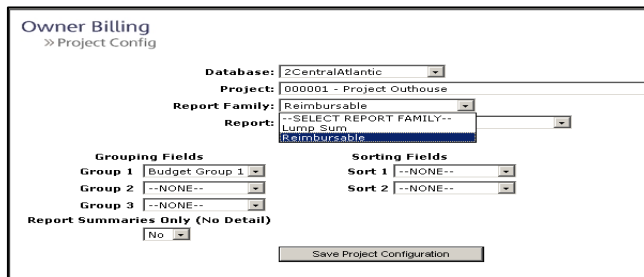 Owner Billing
»Project Config
Database: 2CentralAtlantic
Project: 000001 - Project Outhouse
Report Family: Reimbursable
--SELECT REPORT FAMILY--
Lump Sum
Reimbursable
Report:
Grouping Fields Sorting Fields
Group 1 Budget Group 1 Sort 1 --NONE--
Group 2 --NONE-- Sort 2 --NONE--
Group 3 --NONE--
Report Summaries Only (No Detail)
No
Save Project Configuration